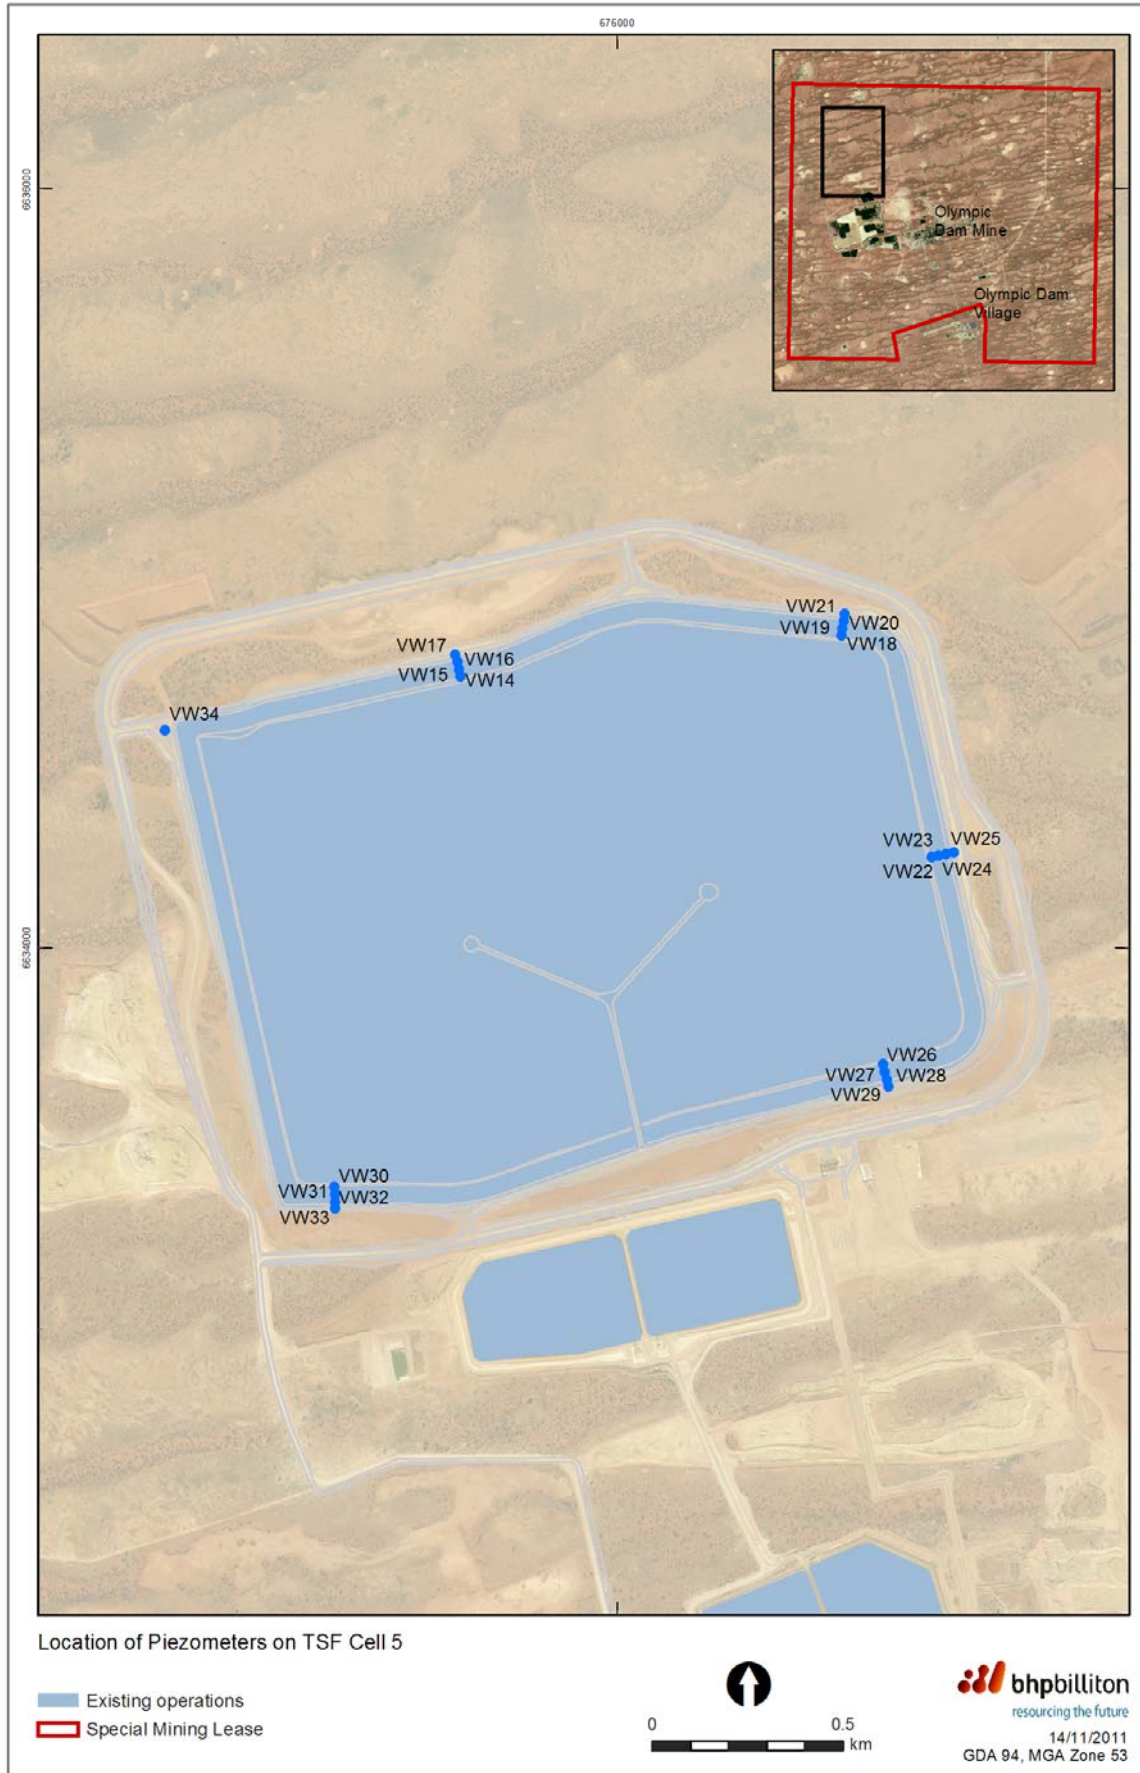 676000
6636000
Olympic
Dam Mine
Olympic Dam
Village
VW21
VW20
VW19
VW18
VW17
VW16
VW15
VW14
VW34
VW23
VW25
VW22
VW24
6634000
VW26
VW27
VW28
VW29
VW30
VW31
VW32
VW33
Location of Piezometers on TSF Cell 5
Existing operations
Special Mining Lease
0
0.5
km
bhpbilliton
resourcing the future
14/11/2011
GDA 94, MGA Zone 53